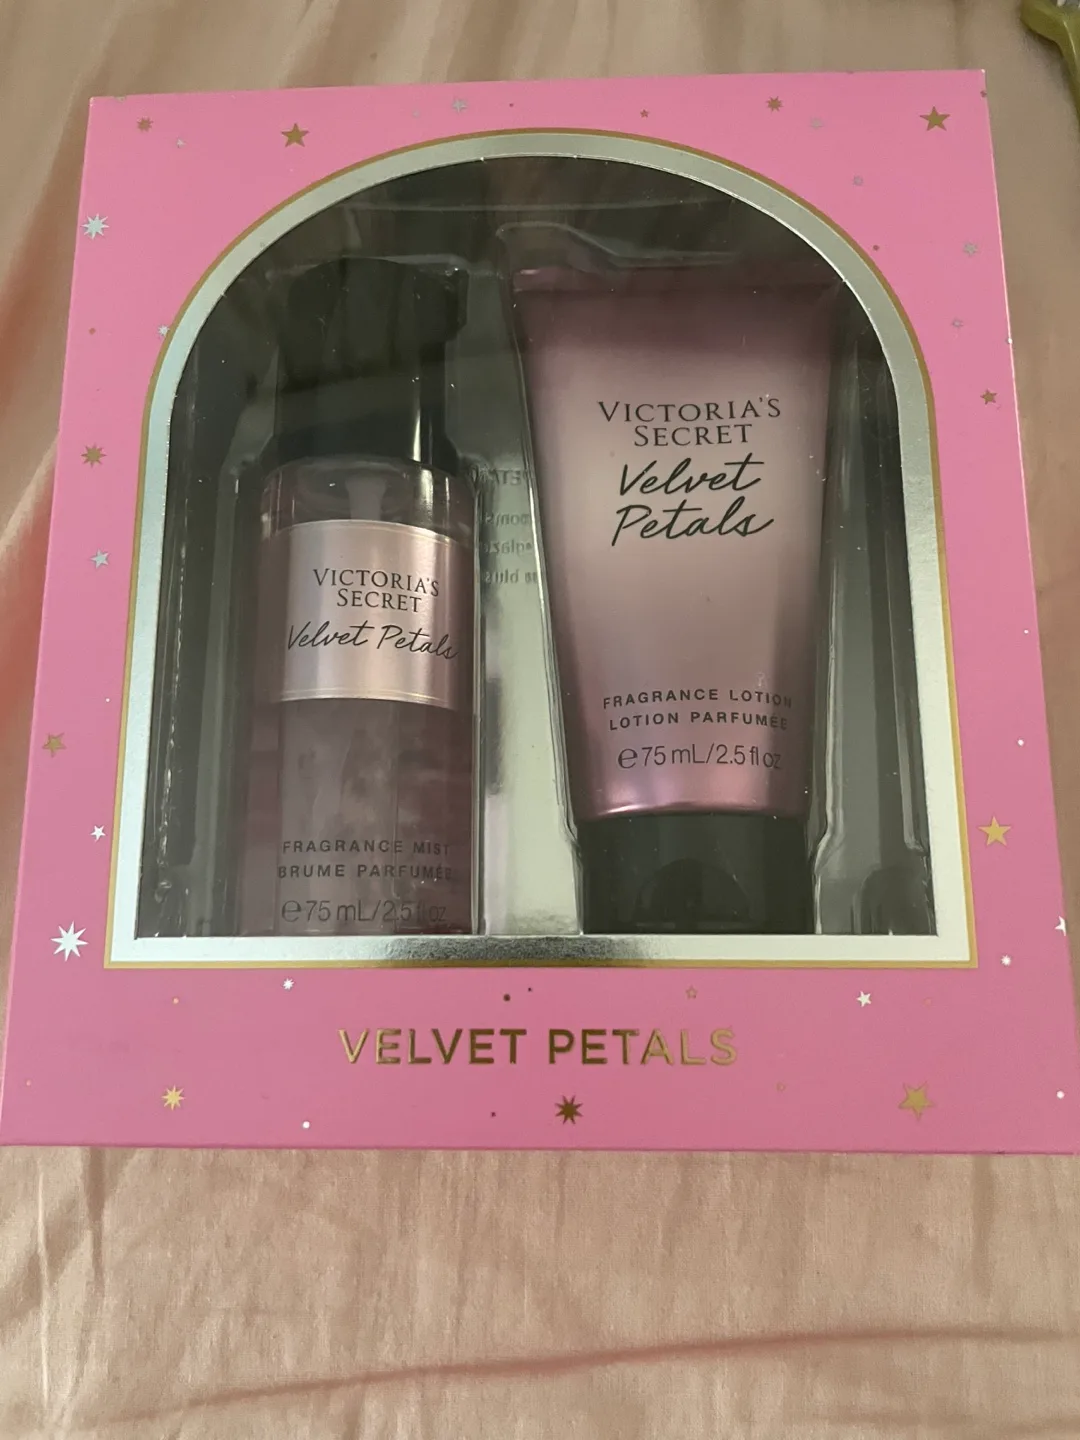 VICTORIA'S
SECRET
Velvet Petals
FRAGRANCE MIST
BRUME PARFUMÉE
℮75 mL/2.5 fl oz
VICTORIA'S
SECRET
Velvet
Petals
FRAGRANCE LOTION
LOTION PARFUMÉE
℮75 mL/2.5 fl oz
VELVET PETALS